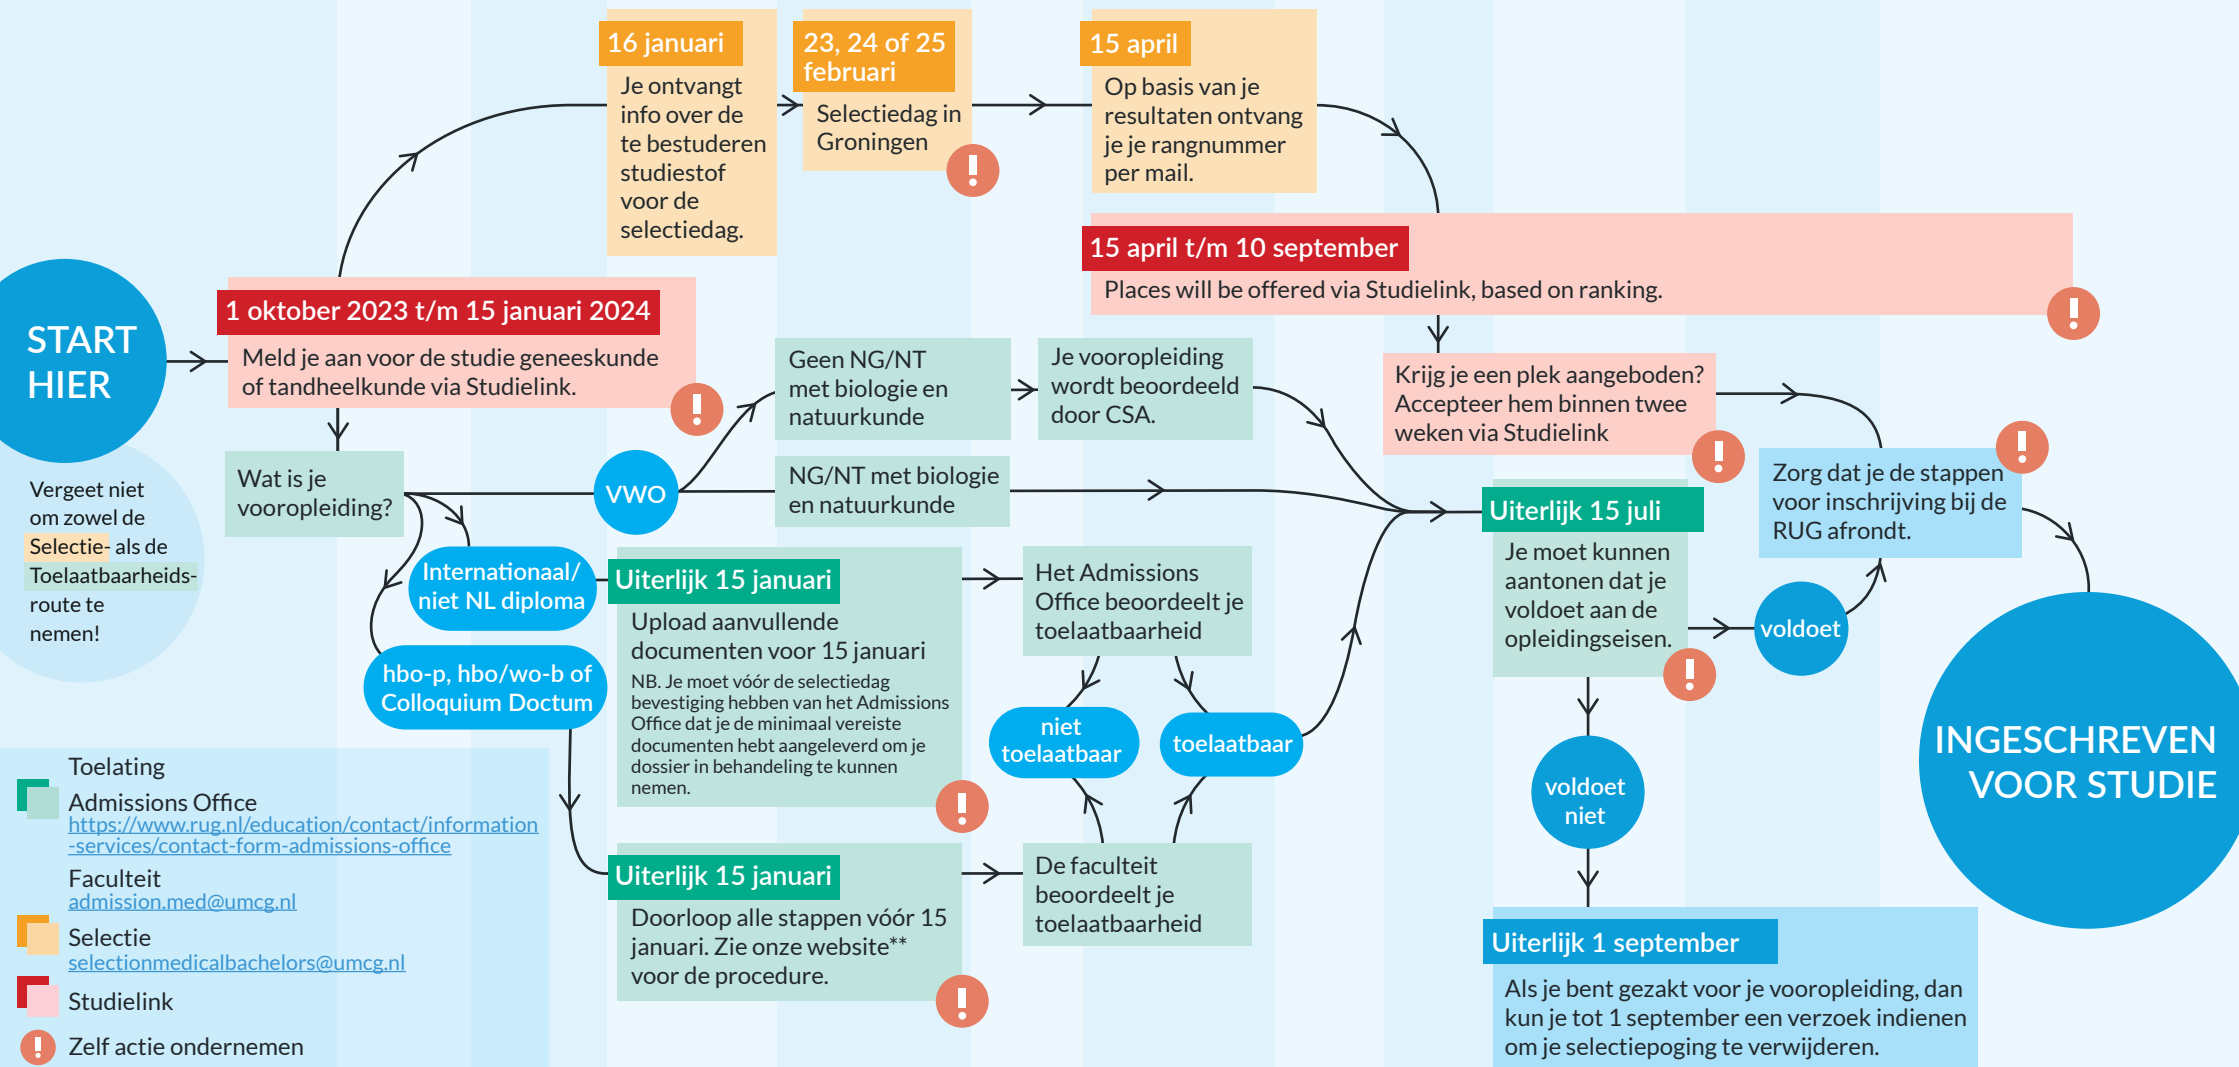 START
HIER
Vergeet niet
om zowel de
Selectie- als de
Toelaatbaarheids-
route te
nemen!
1 oktober 2023 t/m 15 januari 2024
Meld je aan voor de studie geneeskunde
of tandheelkunde via Studielink.
16 januari
Je ontvangt
info over de
te bestuderen
studiestof
voor de
selectiedag.
23, 24 of 25
februari
Selectiedag in
Groningen
15 april
Op basis van je
resultaten ontvang
je je rangnummer
per mail.
15 april t/m 10 september
Places will be offered via Studielink, based on ranking.
Krijg je een plek aangeboden?
Accepteer hem binnen twee
weken via Studielink
Wat is je
vooropleiding?
VWO
Geen NG/NT
met biologie en
natuurkunde
Je vooropleiding
wordt beoordeeld
door CSA.
NG/NT met biologie
en natuurkunde
Internationaal/
niet NL diploma
Uiterlijk 15 januari
Upload aanvullende
documenten voor 15 januari
NB. Je moet vóór de selectiedag
bevestiging hebben van het Admissions
Office dat je de minimaal vereiste
documenten hebt aangeleverd om je
dossier in behandeling te kunnen
nemen.
Het Admissions
Office beoordeelt je
toelaatbaarheid
niet
toelaatbaar
toelaatbaar
hbo-p, hbo/wo-b of
Colloquium Doctum
Uiterlijk 15 januari
Doorloop alle stappen vóór 15
januari. Zie onze website**
voor de procedure.
De faculteit
beoordeelt je
toelaatbaarheid
Uiterlijk 15 juli
Je moet kunnen
aantonen dat je
voldoet aan de
opleidingseisen.
voldoet
Zorg dat je de stappen
voor inschrijving bij de
RUG afrondt.
INGESCHREVEN
VOOR STUDIE
voldoet
niet
Uiterlijk 1 september
Als je bent gezakt voor je vooropleiding, dan
kun je tot 1 september een verzoek indienen
om je selectiepoging te verwijderen.
Toelating
Admissions Office
https://www.rug.nl/education/contact/information
-services/contact-form-admissions-office
Faculteit
admission.med@umcg.nl
Selectie
selectionmedicalbachelors@umcg.nl
Studielink
Zelf actie ondernemen